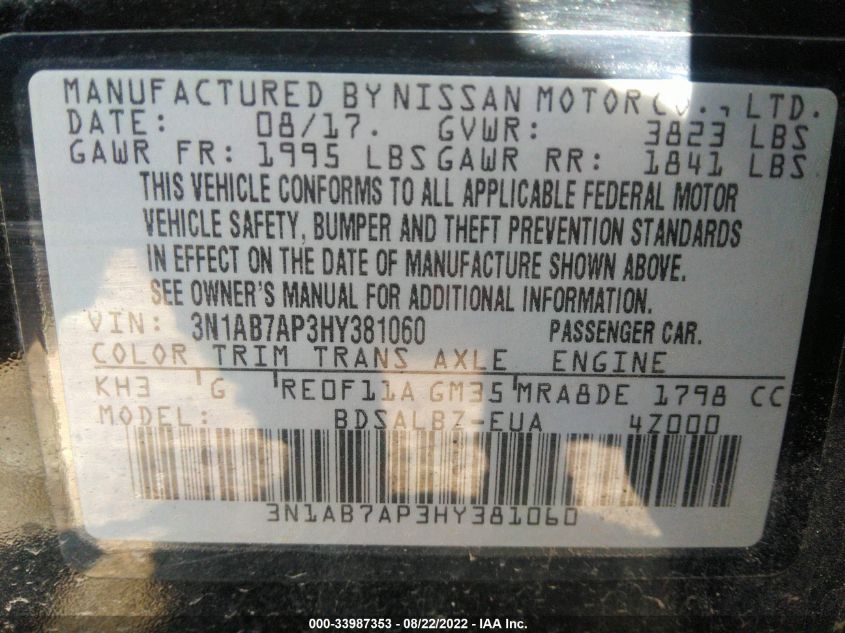 MANUFACTURED BY NISSAN MOTOR CO., LTD.
DATE: 08/17. GVWR: 3823 LBS
GAWR FR: 1995 LBS GAWR RR: 1841 LBS
THIS VEHICLE CONFORMS TO ALL APPLICABLE FEDERAL MOTOR
VEHICLE SAFETY, BUMPER AND THEFT PREVENTION STANDARDS
IN EFFECT ON THE DATE OF MANUFACTURE SHOWN ABOVE.
SEE OWNER'S MANUAL FOR ADDITIONAL INFORMATION.
VIN: 3N1AB7AP3HY381060 PASSENGER CAR.
COLOR TRIM TRANS AXLE ENGINE
KH3 G RE0F11A GM35 MRA8DE 1798 CC
MODEL: BDSALBZ-EUA 4Z000
3N1AB7AP3HY381060
000-33987353 - 08/22/2022 - IAA Inc.